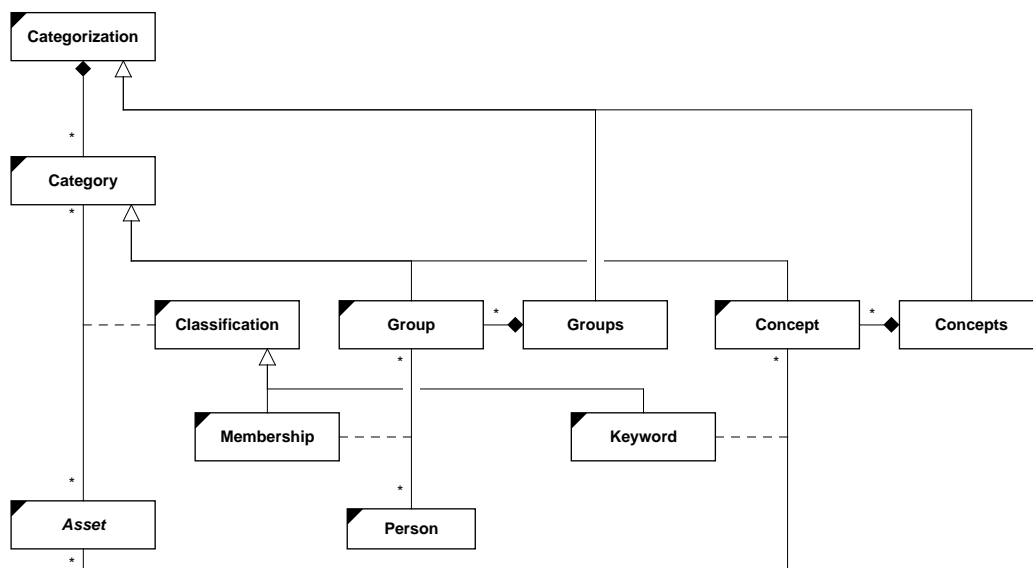 Categorization
*
Category
*
Classification
Group
*
Groups
Concept
*
Concepts
*
*
Membership
Keyword
*
*
Asset
Person
*